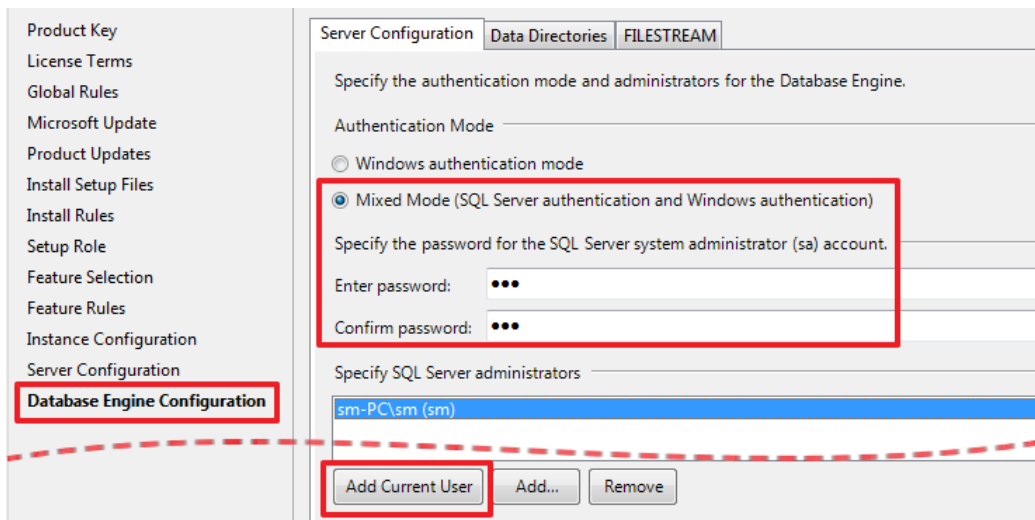 Product Key
License Terms
Global Rules
Microsoft Update
Product Updates
Install Setup Files
Install Rules
Setup Role
Feature Selection
Feature Rules
Instance Configuration
Server Configuration
Database Engine Configuration
Server Configuration Data Directories FILESTREAM
Specify the authentication mode and administrators for the Database Engine.
Authentication Mode
Windows authentication mode
Mixed Mode (SQL Server authentication and Windows authentication)
Specify the password for the SQL Server system administrator (sa) account.
Enter password: •••
Confirm password: •••
Specify SQL Server administrators
sm-PC\sm (sm)
Add Current User Add... Remove